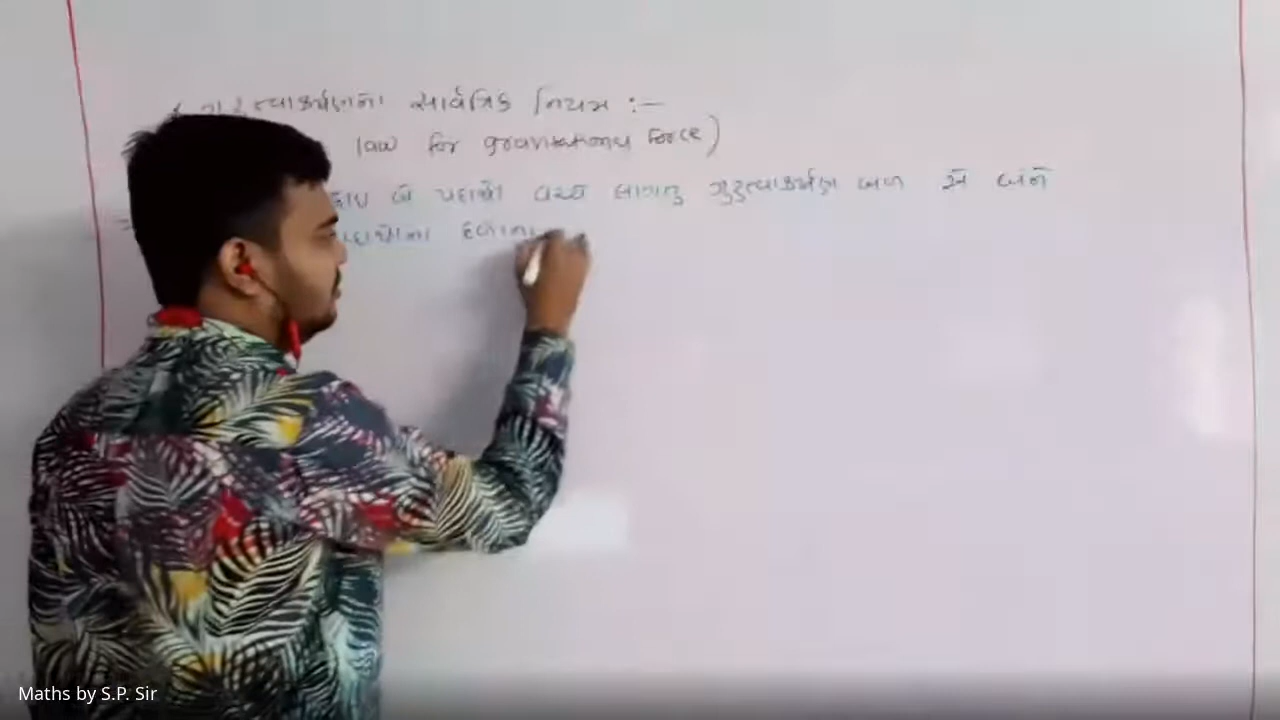 ગુરુત્વાકર્ષણના સાર્વત્રિક નિયમ :-
law for gravitational force)
બે પદાર્થો વચ્ચે લાગતુ ગુરુત્વાકર્ષણ બળ એ બંને
પદાર્થોના દળોના
Maths by S.P. Sir